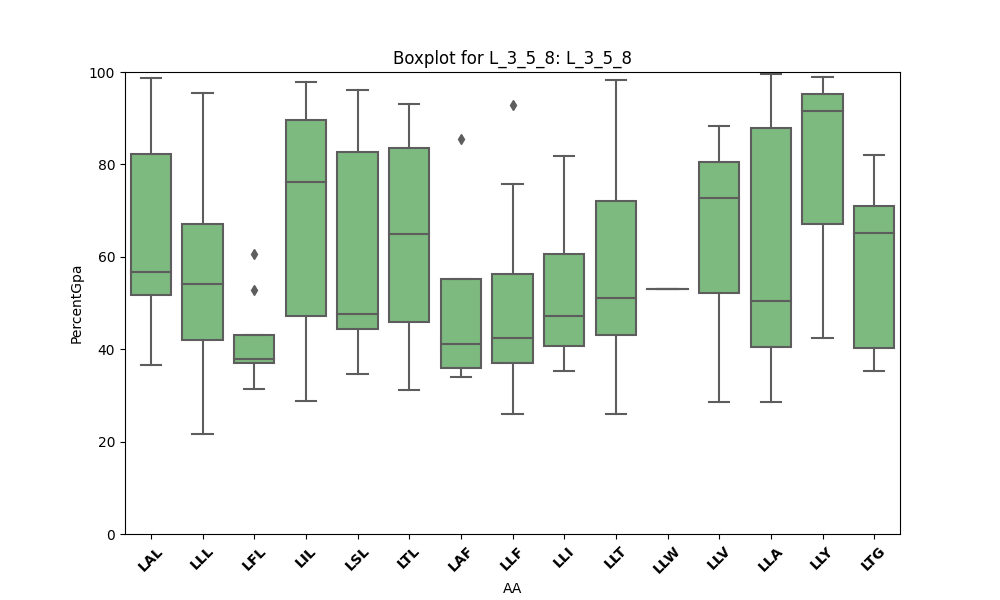 Boxplot for L_3_5_8: L_3_5_8
100
80
60
40
20
0
PercentGpa
LAL LLL LFL LIL LSL LTL LAF LLF LLI LLT LLW LLV LLA LLY LTG
AA